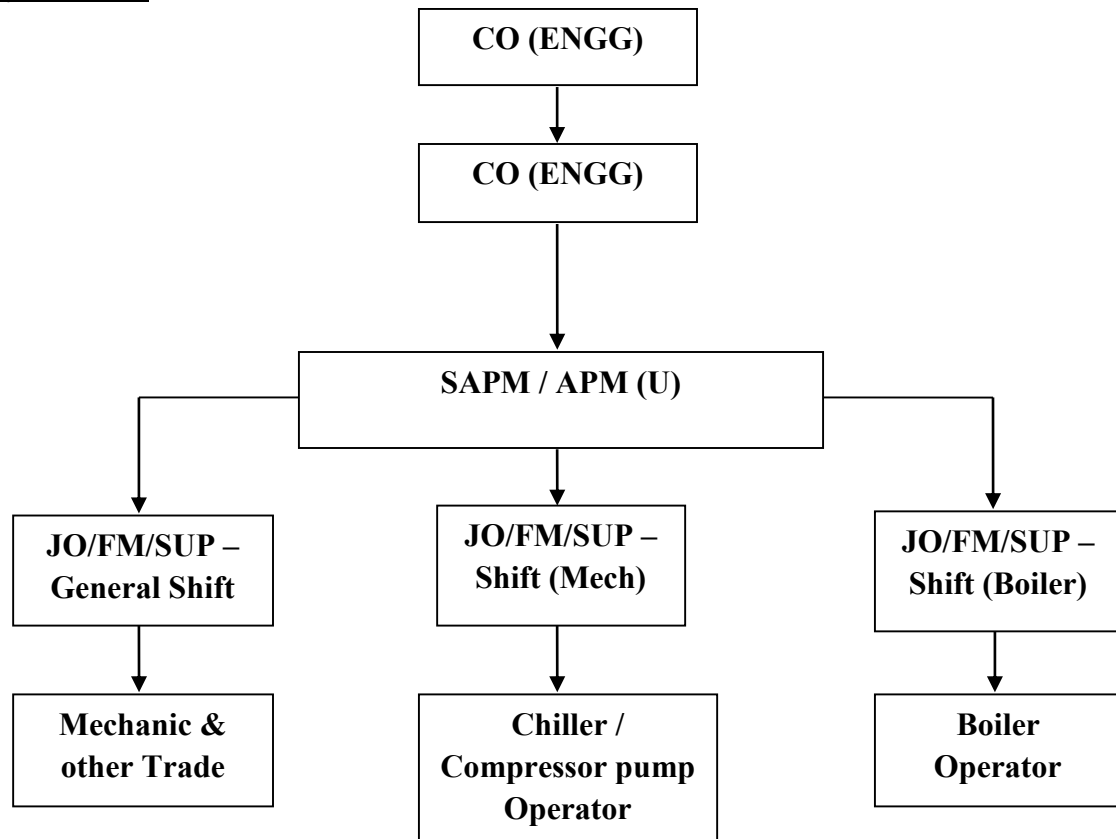 CO (ENGG)
CO (ENGG)
SAPM / APM (U)
JO/FM/SUP –
General Shift
JO/FM/SUP –
Shift (Mech)
JO/FM/SUP –
Shift (Boiler)
Mechanic &
other Trade
Chiller /
Compressor pump
Operator
Boiler
Operator